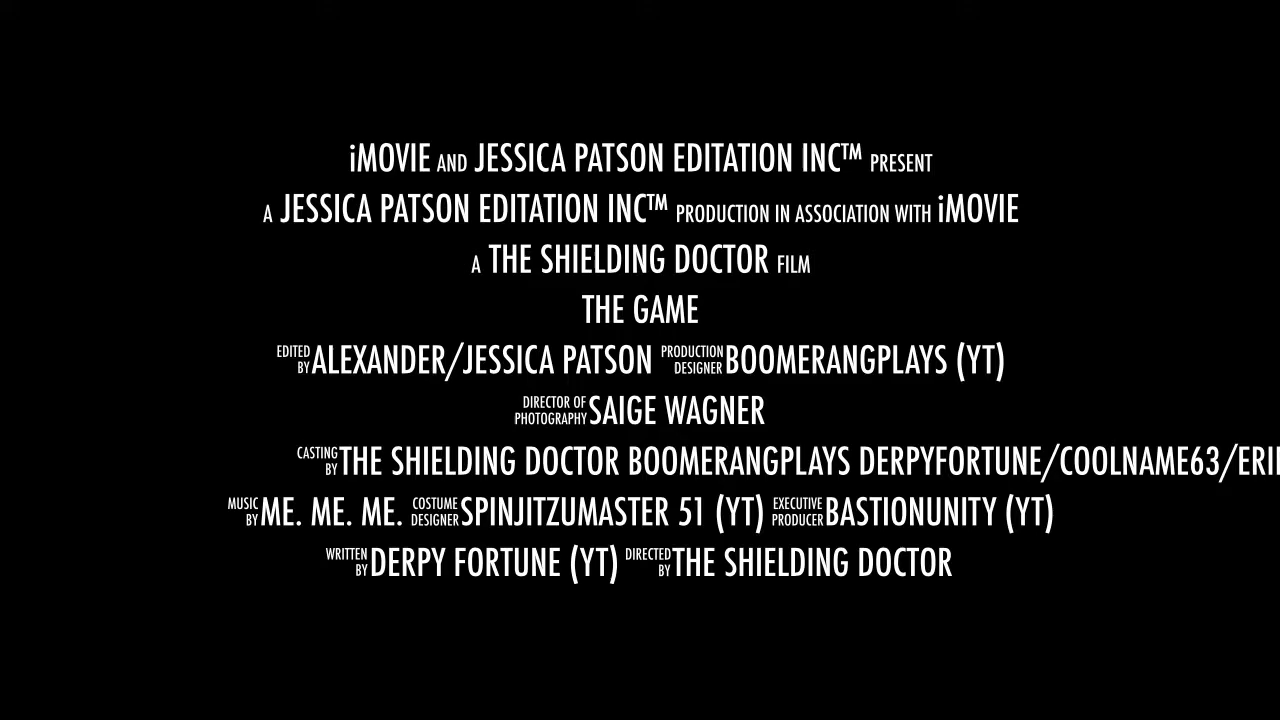 iMOVIE AND JESSICA PATSON EDITATION INC™ PRESENT
A JESSICA PATSON EDITATION INC™ PRODUCTION IN ASSOCIATION WITH iMOVIE
A THE SHIELDING DOCTOR FILM
THE GAME
EDITED BY ALEXANDER/JESSICA PATSON PRODUCTION DESIGNER BOOMERANGPLAYS (YT)
DIRECTOR OF PHOTOGRAPHY SAIGE WAGNER
CASTING BY THE SHIELDING DOCTOR BOOMERANGPLAYS DERPYFORTUNE/COOLNAME63/
MUSIC BY ME. ME. ME. COSTUME DESIGNER SPINJITZUMASTER 51 (YT) EXECUTIVE PRODUCER BASTIONUNITY (YT)
WRITTEN BY DERPY FORTUNE (YT) DIRECTED BY THE SHIELDING DOCTOR